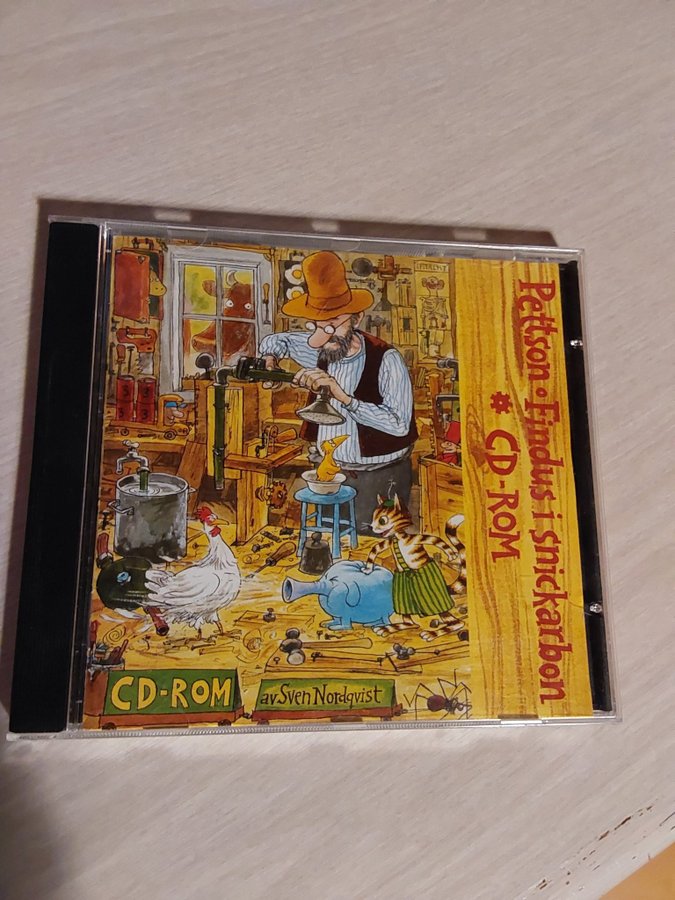 Pettson o Findus i snickarbon
* CD-ROM
CD-ROM
av Sven Nordqvist